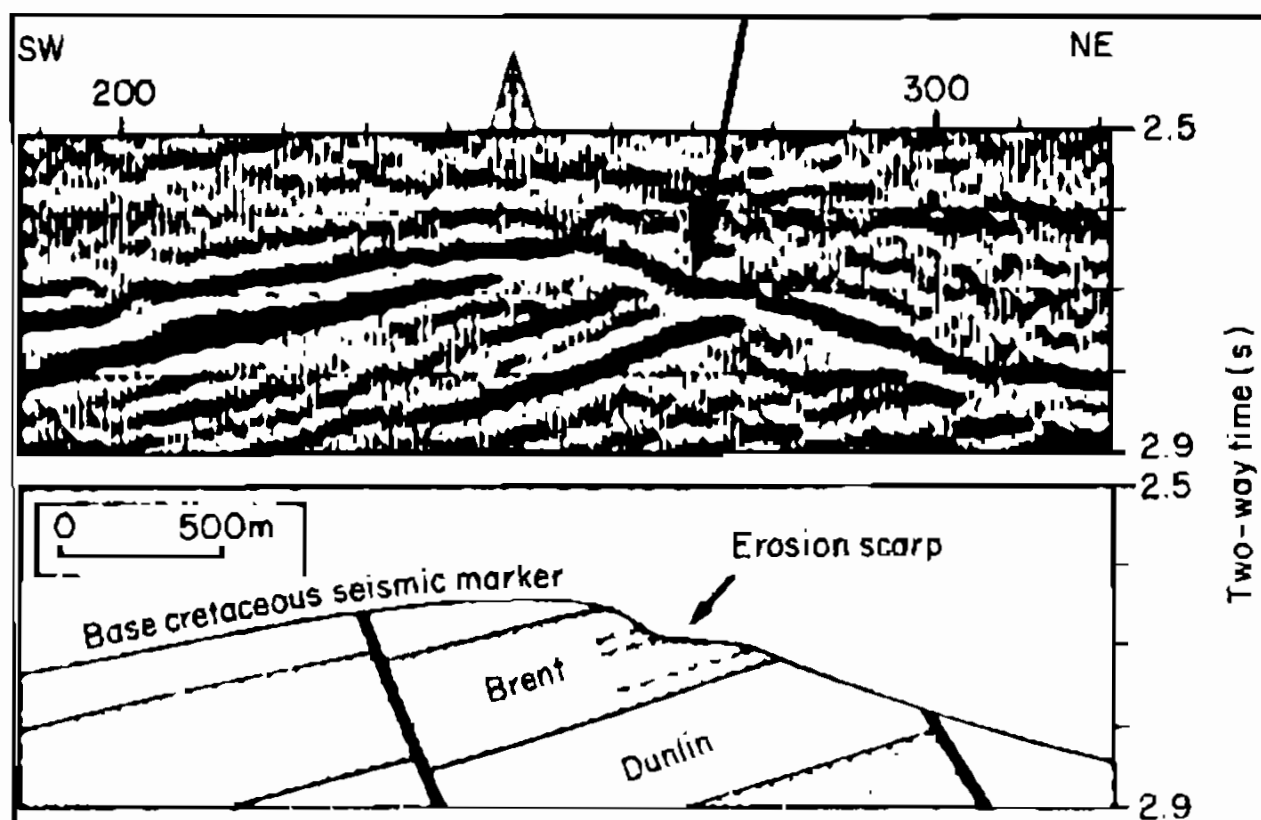 SW
NE
200
300
2.5
2.9
2.5
0 500m
Erosion scarp
Base cretaceous seismic marker
Brent
Dunlin
2.9
Two-way time (s)